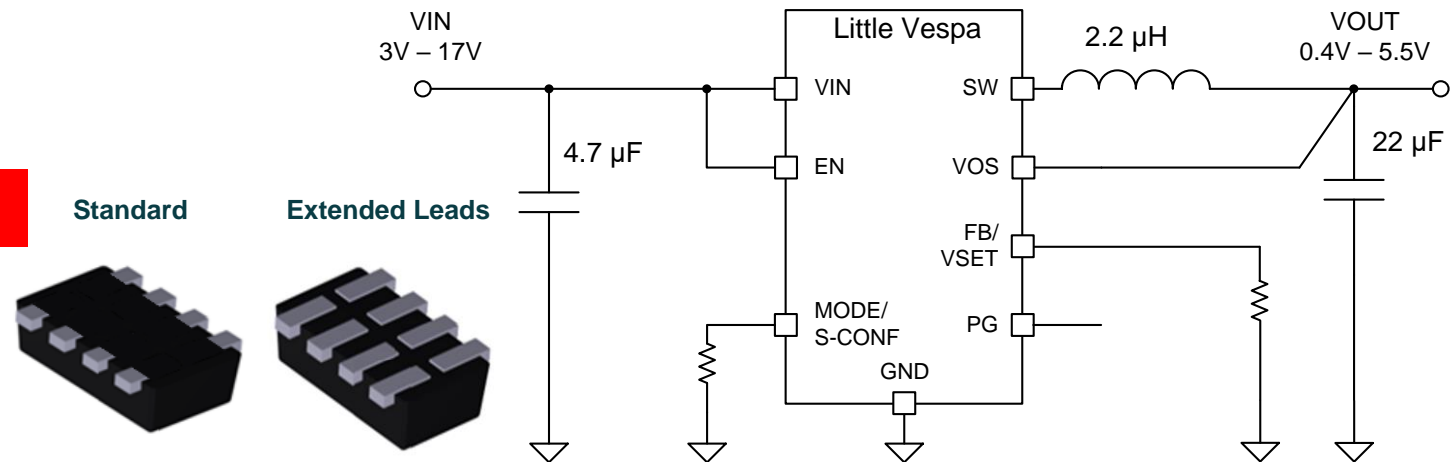 VIN
3V – 17V
Little Vespa
2.2 µH
VOUT
0.4V – 5.5V
VIN
SW
4.7 µF
EN
VOS
22 µF
Standard
Extended Leads
FB/
VSET
MODE/
S-CONF
PG
GND